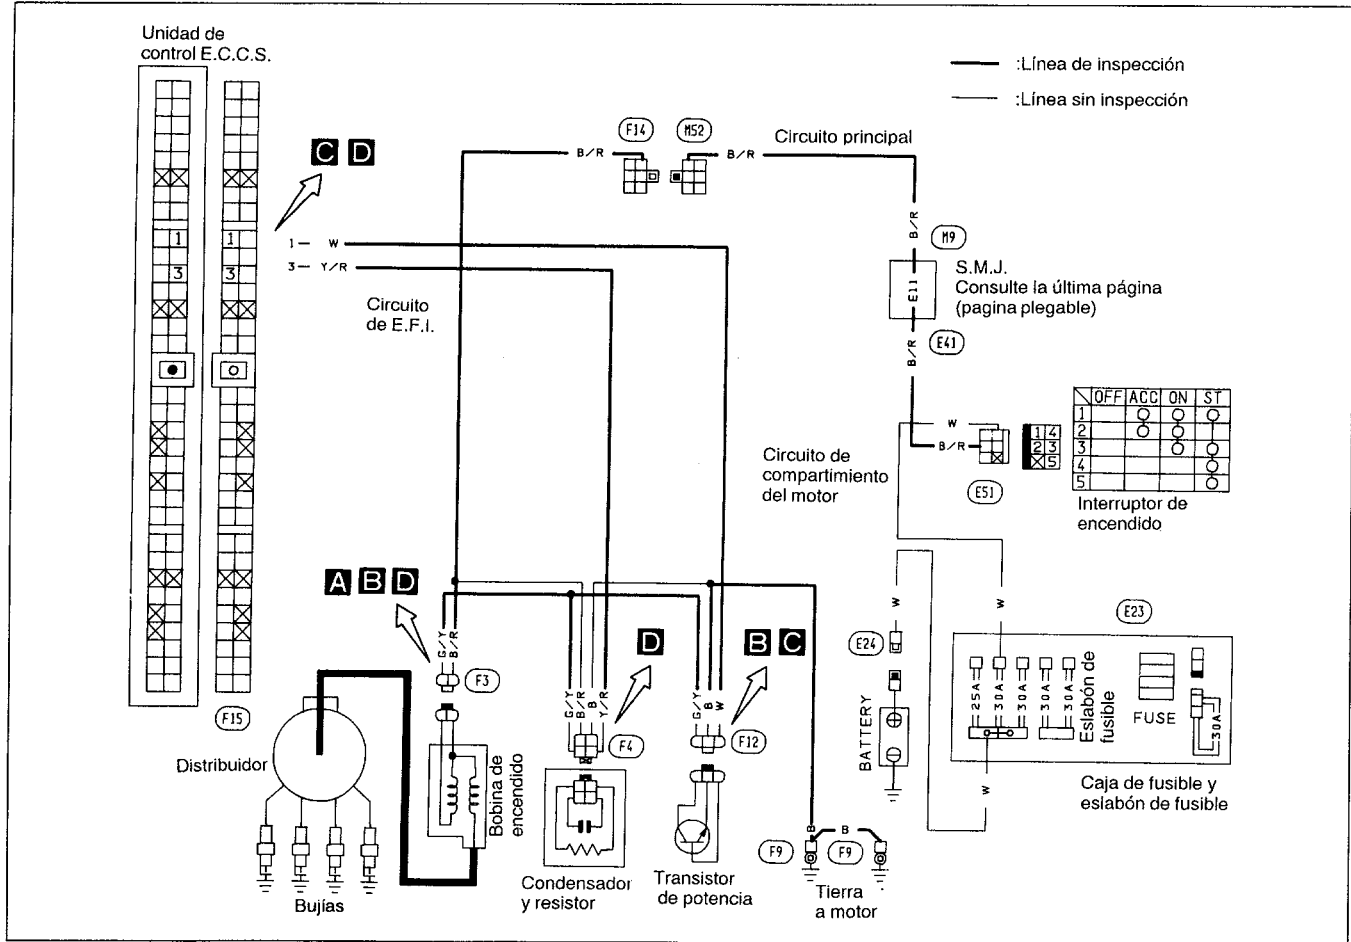 Unidad de
control E.C.C.S.
:Línea de inspección
:Línea sin inspección
F14
M52
Circuito principal
B/R
B/R
C D
1
1
3
3
1— W
3— Y/R
B/R
M9
S.M.J.
Consulte la última página
(pagina plegable)
E11
Circuito
de E.F.I.
B/R
E41
OFF ACC ON ST
1
2
3
4
5
W
B/R
1 4
2 3
5
E51
Circuito de
compartimiento
del motor
Interruptor de
encendido
A B D
G/Y
B/R
F3
D
B C
W
W
E23
E24
G/Y
B/R
B
Y/R
F4
G/Y
B
W
F12
25A
30A
30A
30A
30A
Eslabón de
fusible
FUSE
30A
BATTERY
F15
Distribuidor
Bobina de
encendido
Caja de fusible y
eslabón de fusible
W
B
B
F9
F9
Condensador
y resistor
Transistor
de potencia
Tierra
a motor
Bujías